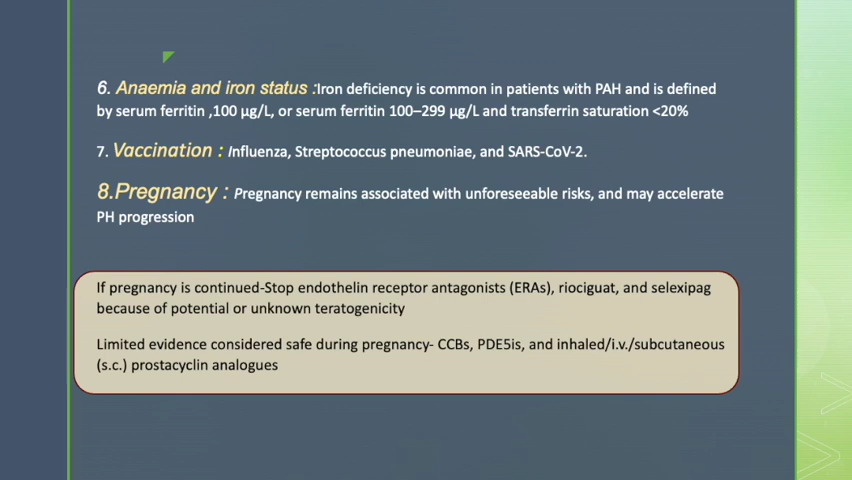 6. Anaemia and iron status :Iron deficiency is common in patients with PAH and is defined
by serum ferritin ,100 µg/L, or serum ferritin 100–299 µg/L and transferrin saturation <20%
7. Vaccination : Influenza, Streptococcus pneumoniae, and SARS-CoV-2.
8.Pregnancy : Pregnancy remains associated with unforeseeable risks, and may accelerate
PH progression
If pregnancy is continued-Stop endothelin receptor antagonists (ERAs), riociguat, and selexipag
because of potential or unknown teratogenicity
Limited evidence considered safe during pregnancy- CCBs, PDE5is, and inhaled/i.v./subcutaneous
(s.c.) prostacyclin analogues